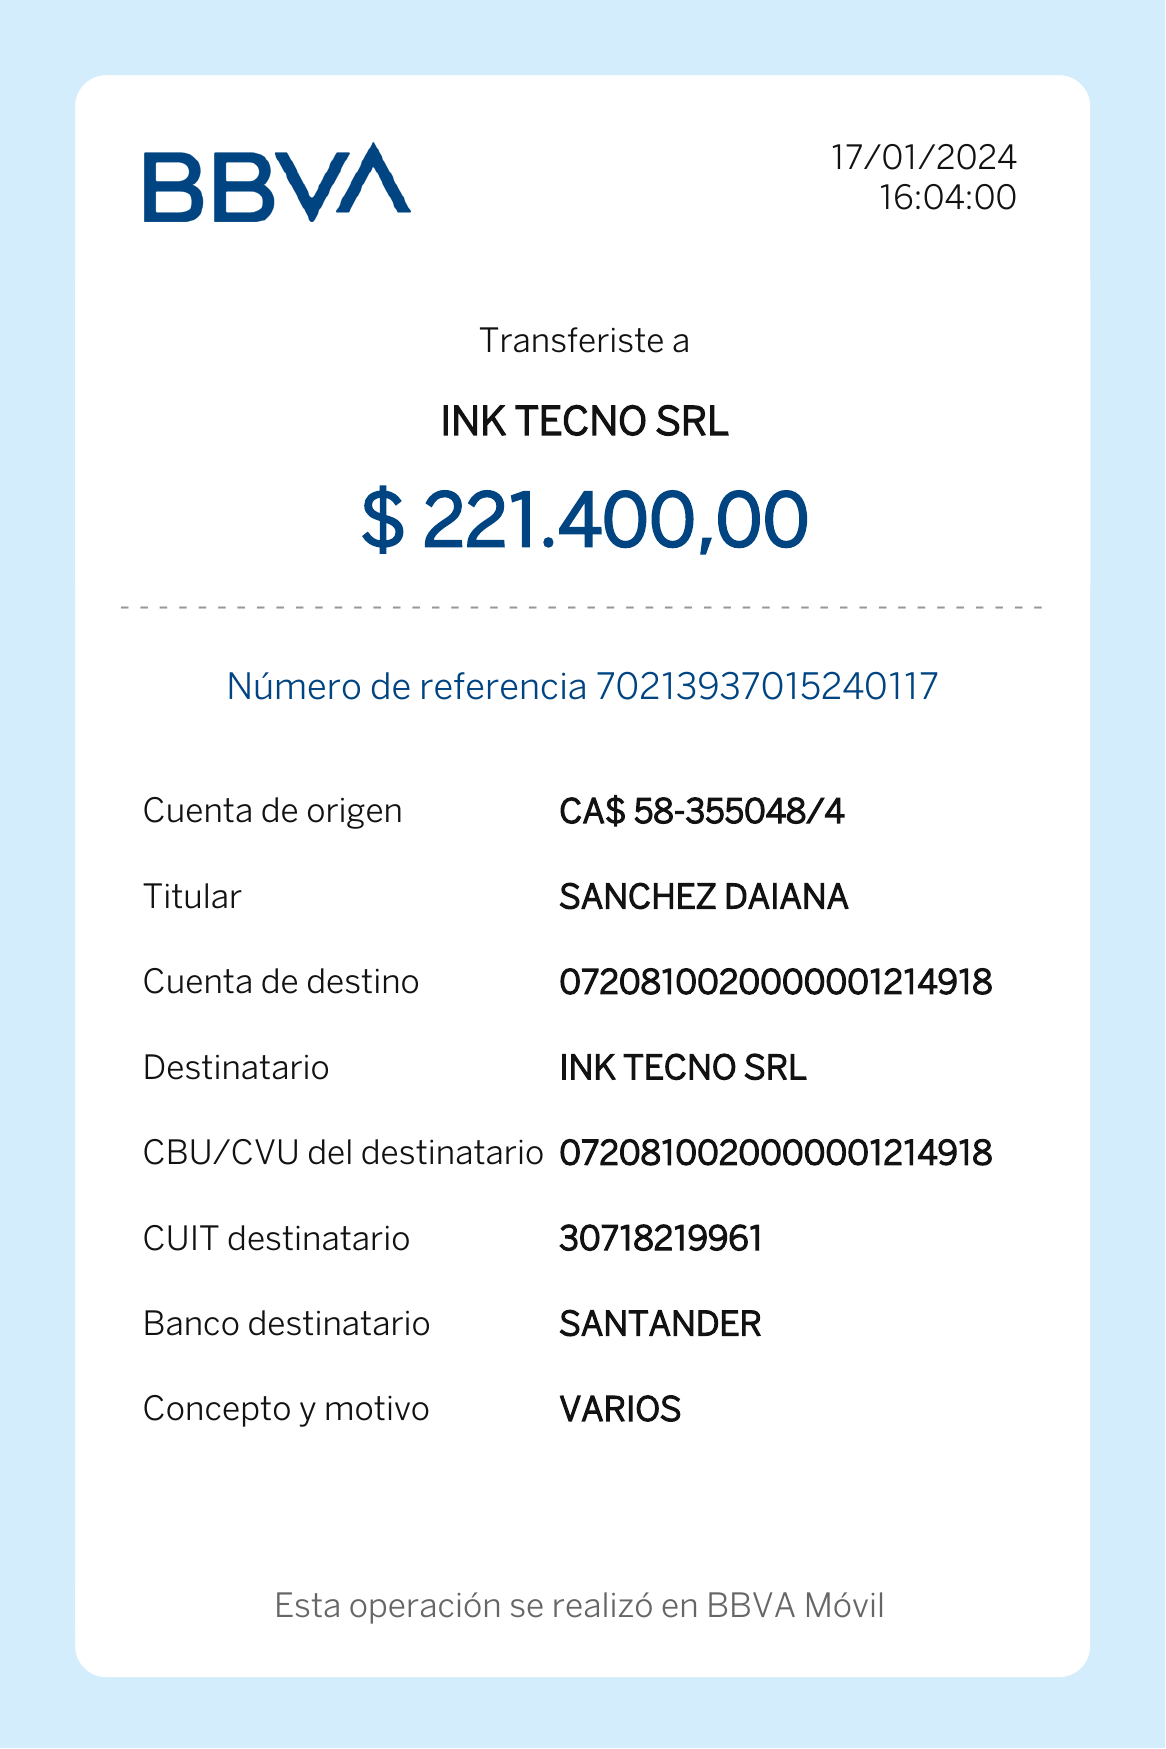 BBVA
17/01/2024
16:04:00
Transferiste a
INK TECNO SRL
$ 221.400,00
Número de referencia 70213937015240117
Cuenta de origen CA$ 58-355048/4
Titular SANCHEZ DAIANA
Cuenta de destino 0720810020000001214918
Destinatario INK TECNO SRL
CBU/CVU del destinatario 0720810020000001214918
CUIT destinatario 30718219961
Banco destinatario SANTANDER
Concepto y motivo VARIOS
Esta operación se realizó en BBVA Móvil